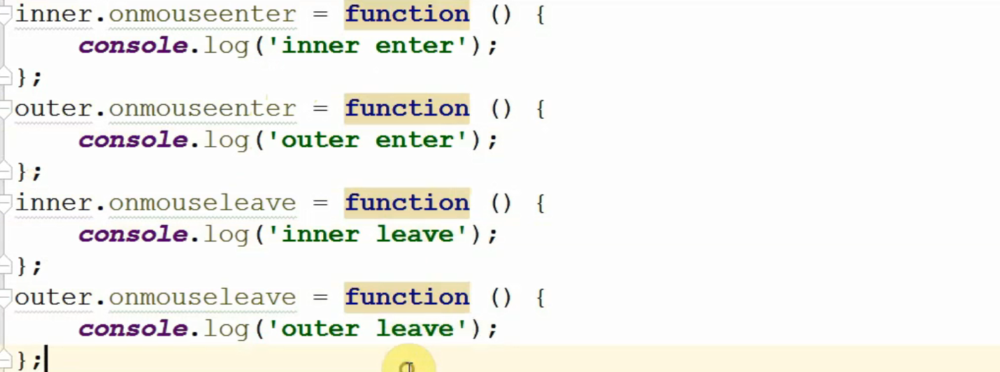 inner.onmouseenter = function () {
    console.log('inner enter');
};
outer.onmouseenter = function () {
    console.log('outer enter');
};
inner.onmouseleave = function () {
    console.log('inner leave');
};
outer.onmouseleave = function () {
    console.log('outer leave');
};